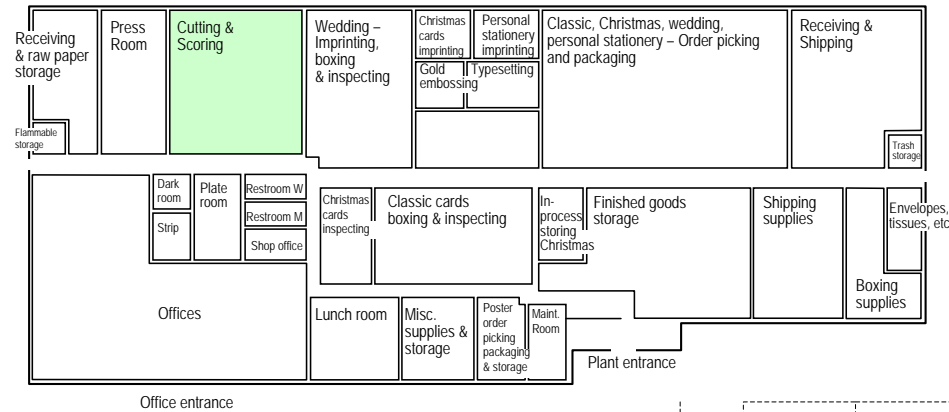 Receiving
& raw paper
storage
Flammable
storage
Press
Room
Cutting &
Scoring
Wedding –
Imprinting,
boxing
& inspecting
Christmas
cards
imprinting
Personal
stationery
imprinting
Gold
embossing
Typesetting
Classic, Christmas, wedding,
personal stationery – Order picking
and packaging
Receiving &
Shipping
Trash
storage
Dark
room
Strip
Plate
room
Restroom W
Restroom M
Shop office
Christmas
cards
inspecting
Classic cards
boxing & inspecting
In-
process
storing
Christmas
Finished goods
storage
Shipping
supplies
Envelopes,
tissues, etc
Boxing
supplies
Offices
Lunch room
Misc.
supplies &
storage
Poster
order
picking
packaging
& storage
Maint.
Room
Plant entrance
Office entrance